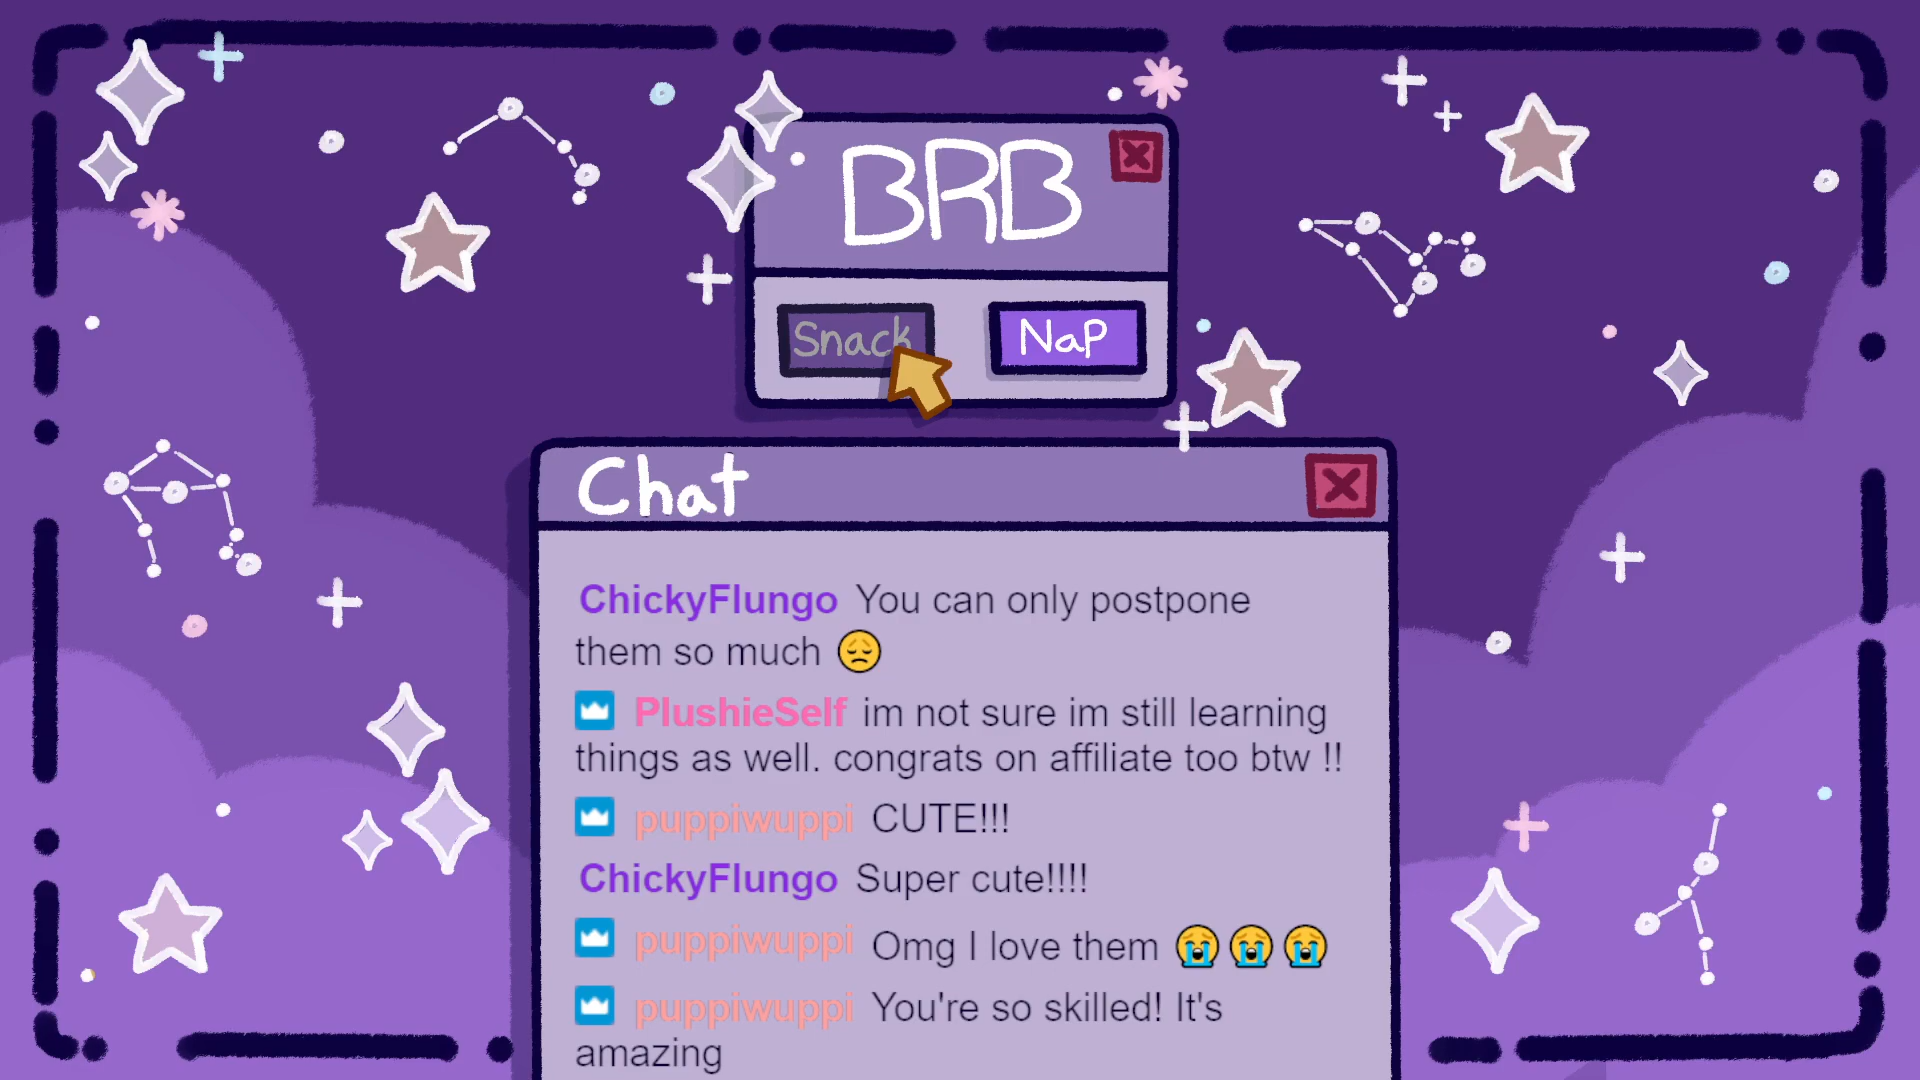 BRB
Snack NaP
Chat
ChickyFlungo You can only postpone
them so much 😔
PlushieSelf im not sure im still learning
things as well. congrats on affiliate too btw !!
puppiwuppi CUTE!!!
ChickyFlungo Super cute!!!!
puppiwuppi Omg I love them 😭😭😭
puppiwuppi You're so skilled! It's
amazing